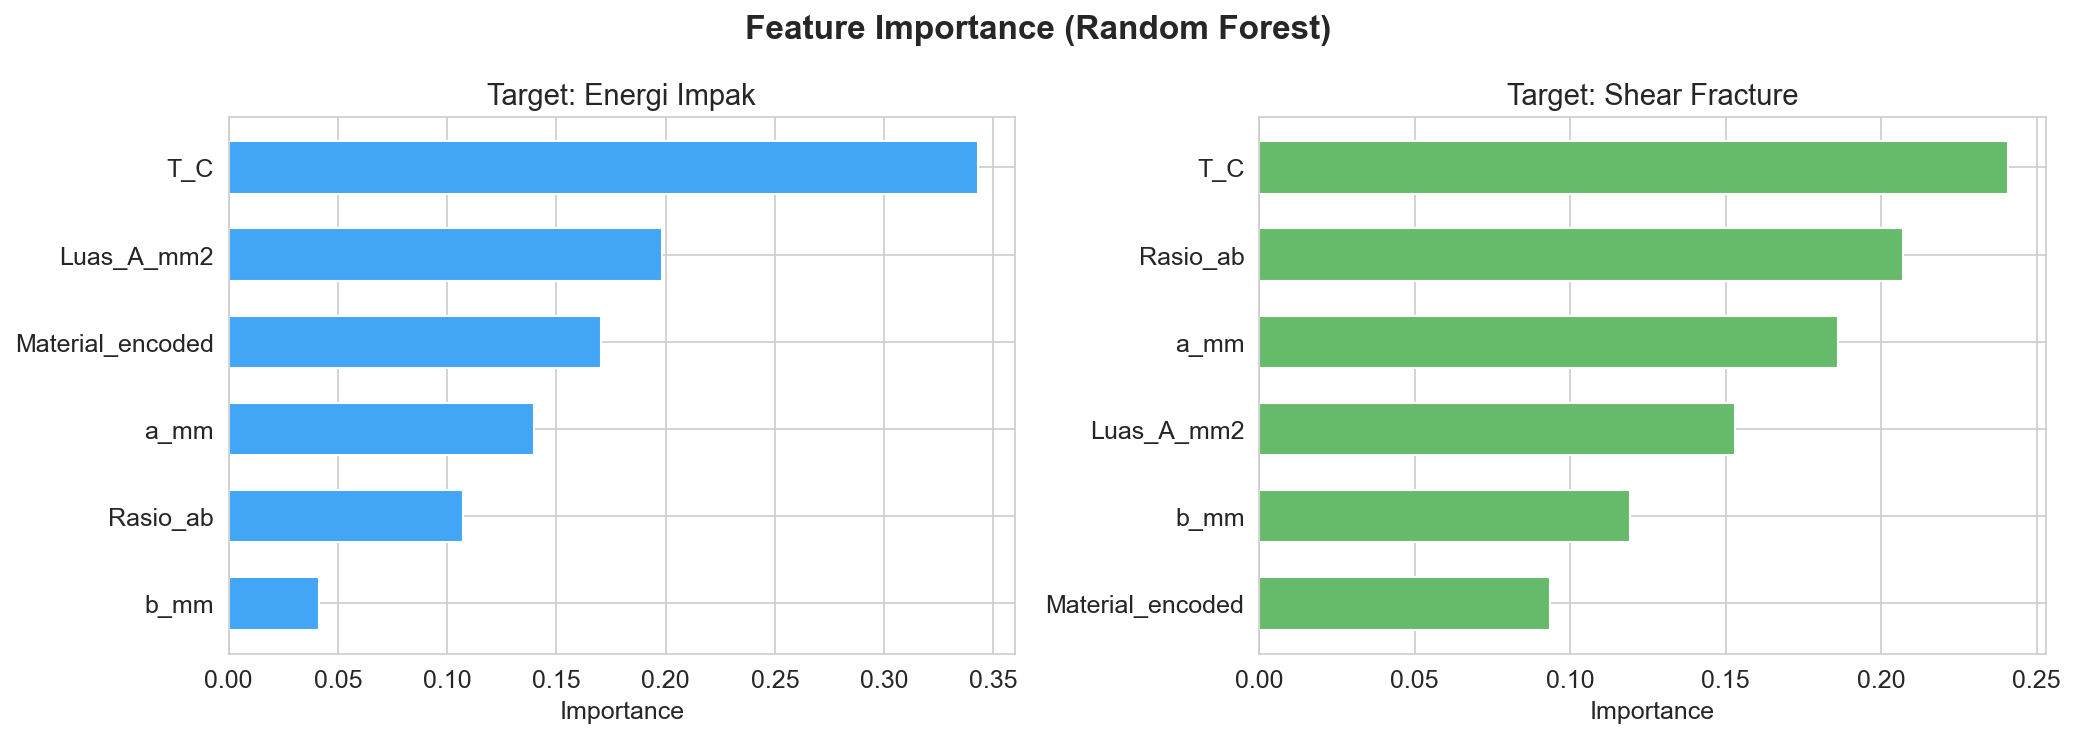 Feature Importance (Random Forest)
Target: Energi Impak
T_C
Luas_A_mm2
Material_encoded
a_mm
Rasio_ab
b_mm
0.00 0.05 0.10 0.15 0.20 0.25 0.30 0.35
Importance
Target: Shear Fracture
T_C
Rasio_ab
a_mm
Luas_A_mm2
b_mm
Material_encoded
0.00 0.05 0.10 0.15 0.20 0.25
Importance